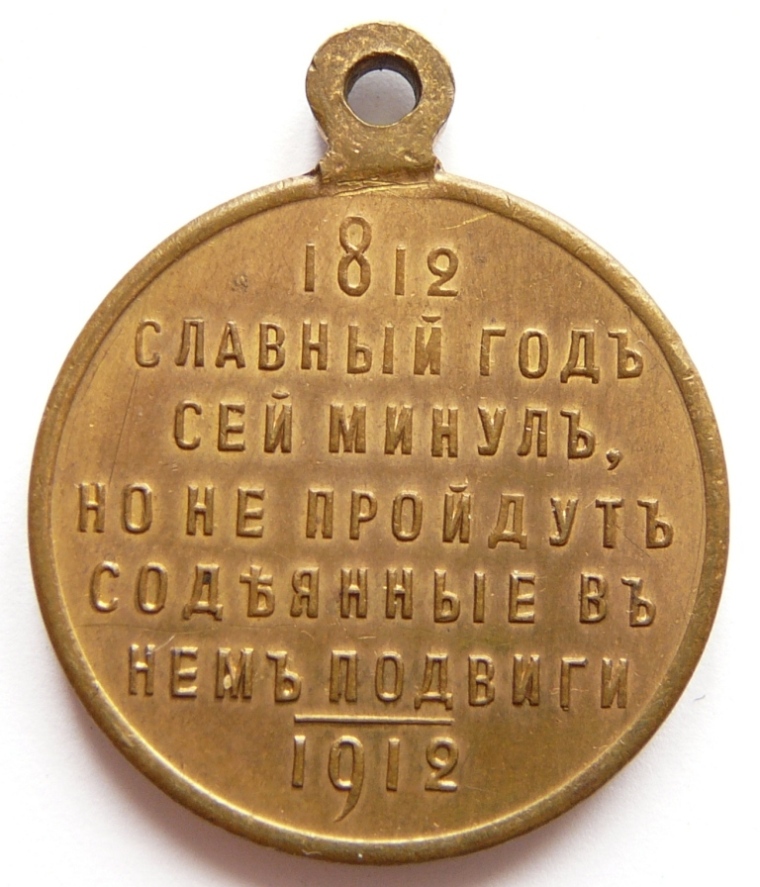 1812
СЛАВНЫЙ ГОДЪ
СЕЙ МИНУЛЪ,
НО НЕ ПРОЙДУТЪ
СОДѢЯННЫЕ ВЪ
НЕМЪ ПОДВИГИ
1912